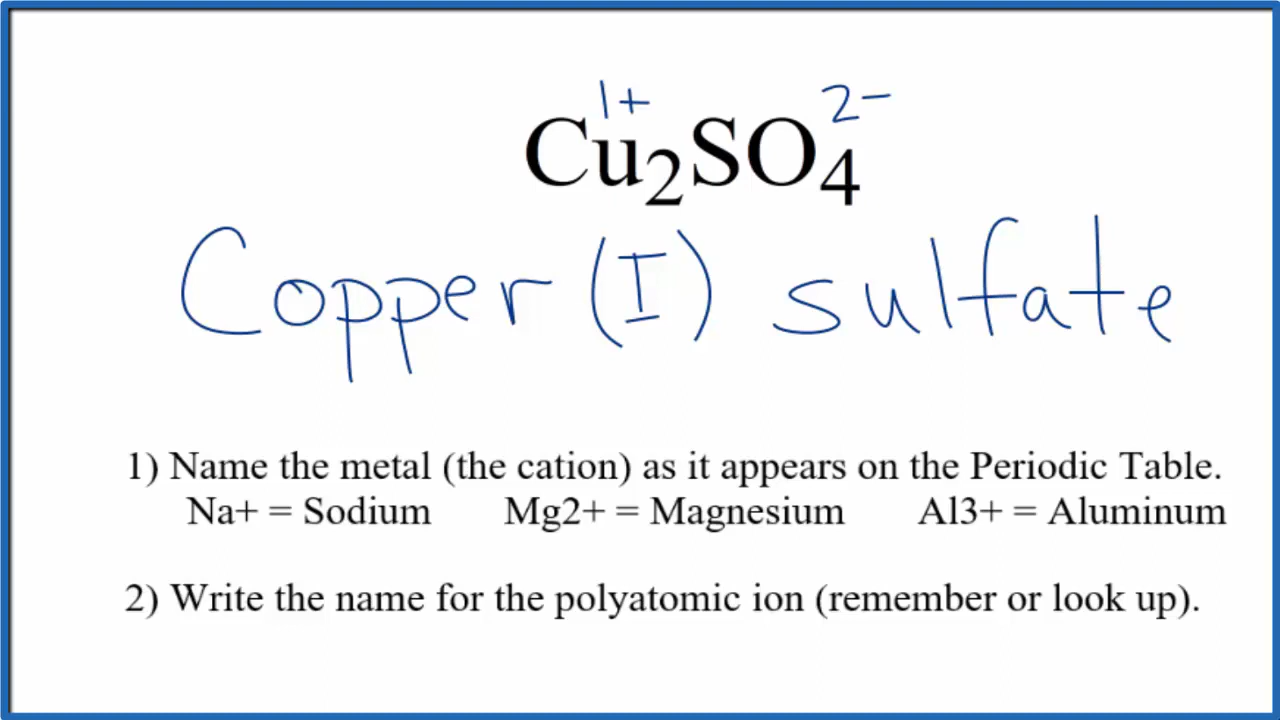 1+ 2-
Cu2SO4
Copper (I) sulfate
1) Name the metal (the cation) as it appears on the Periodic Table.
Na+ = Sodium Mg2+ = Magnesium Al3+ = Aluminum
2) Write the name for the polyatomic ion (remember or look up).